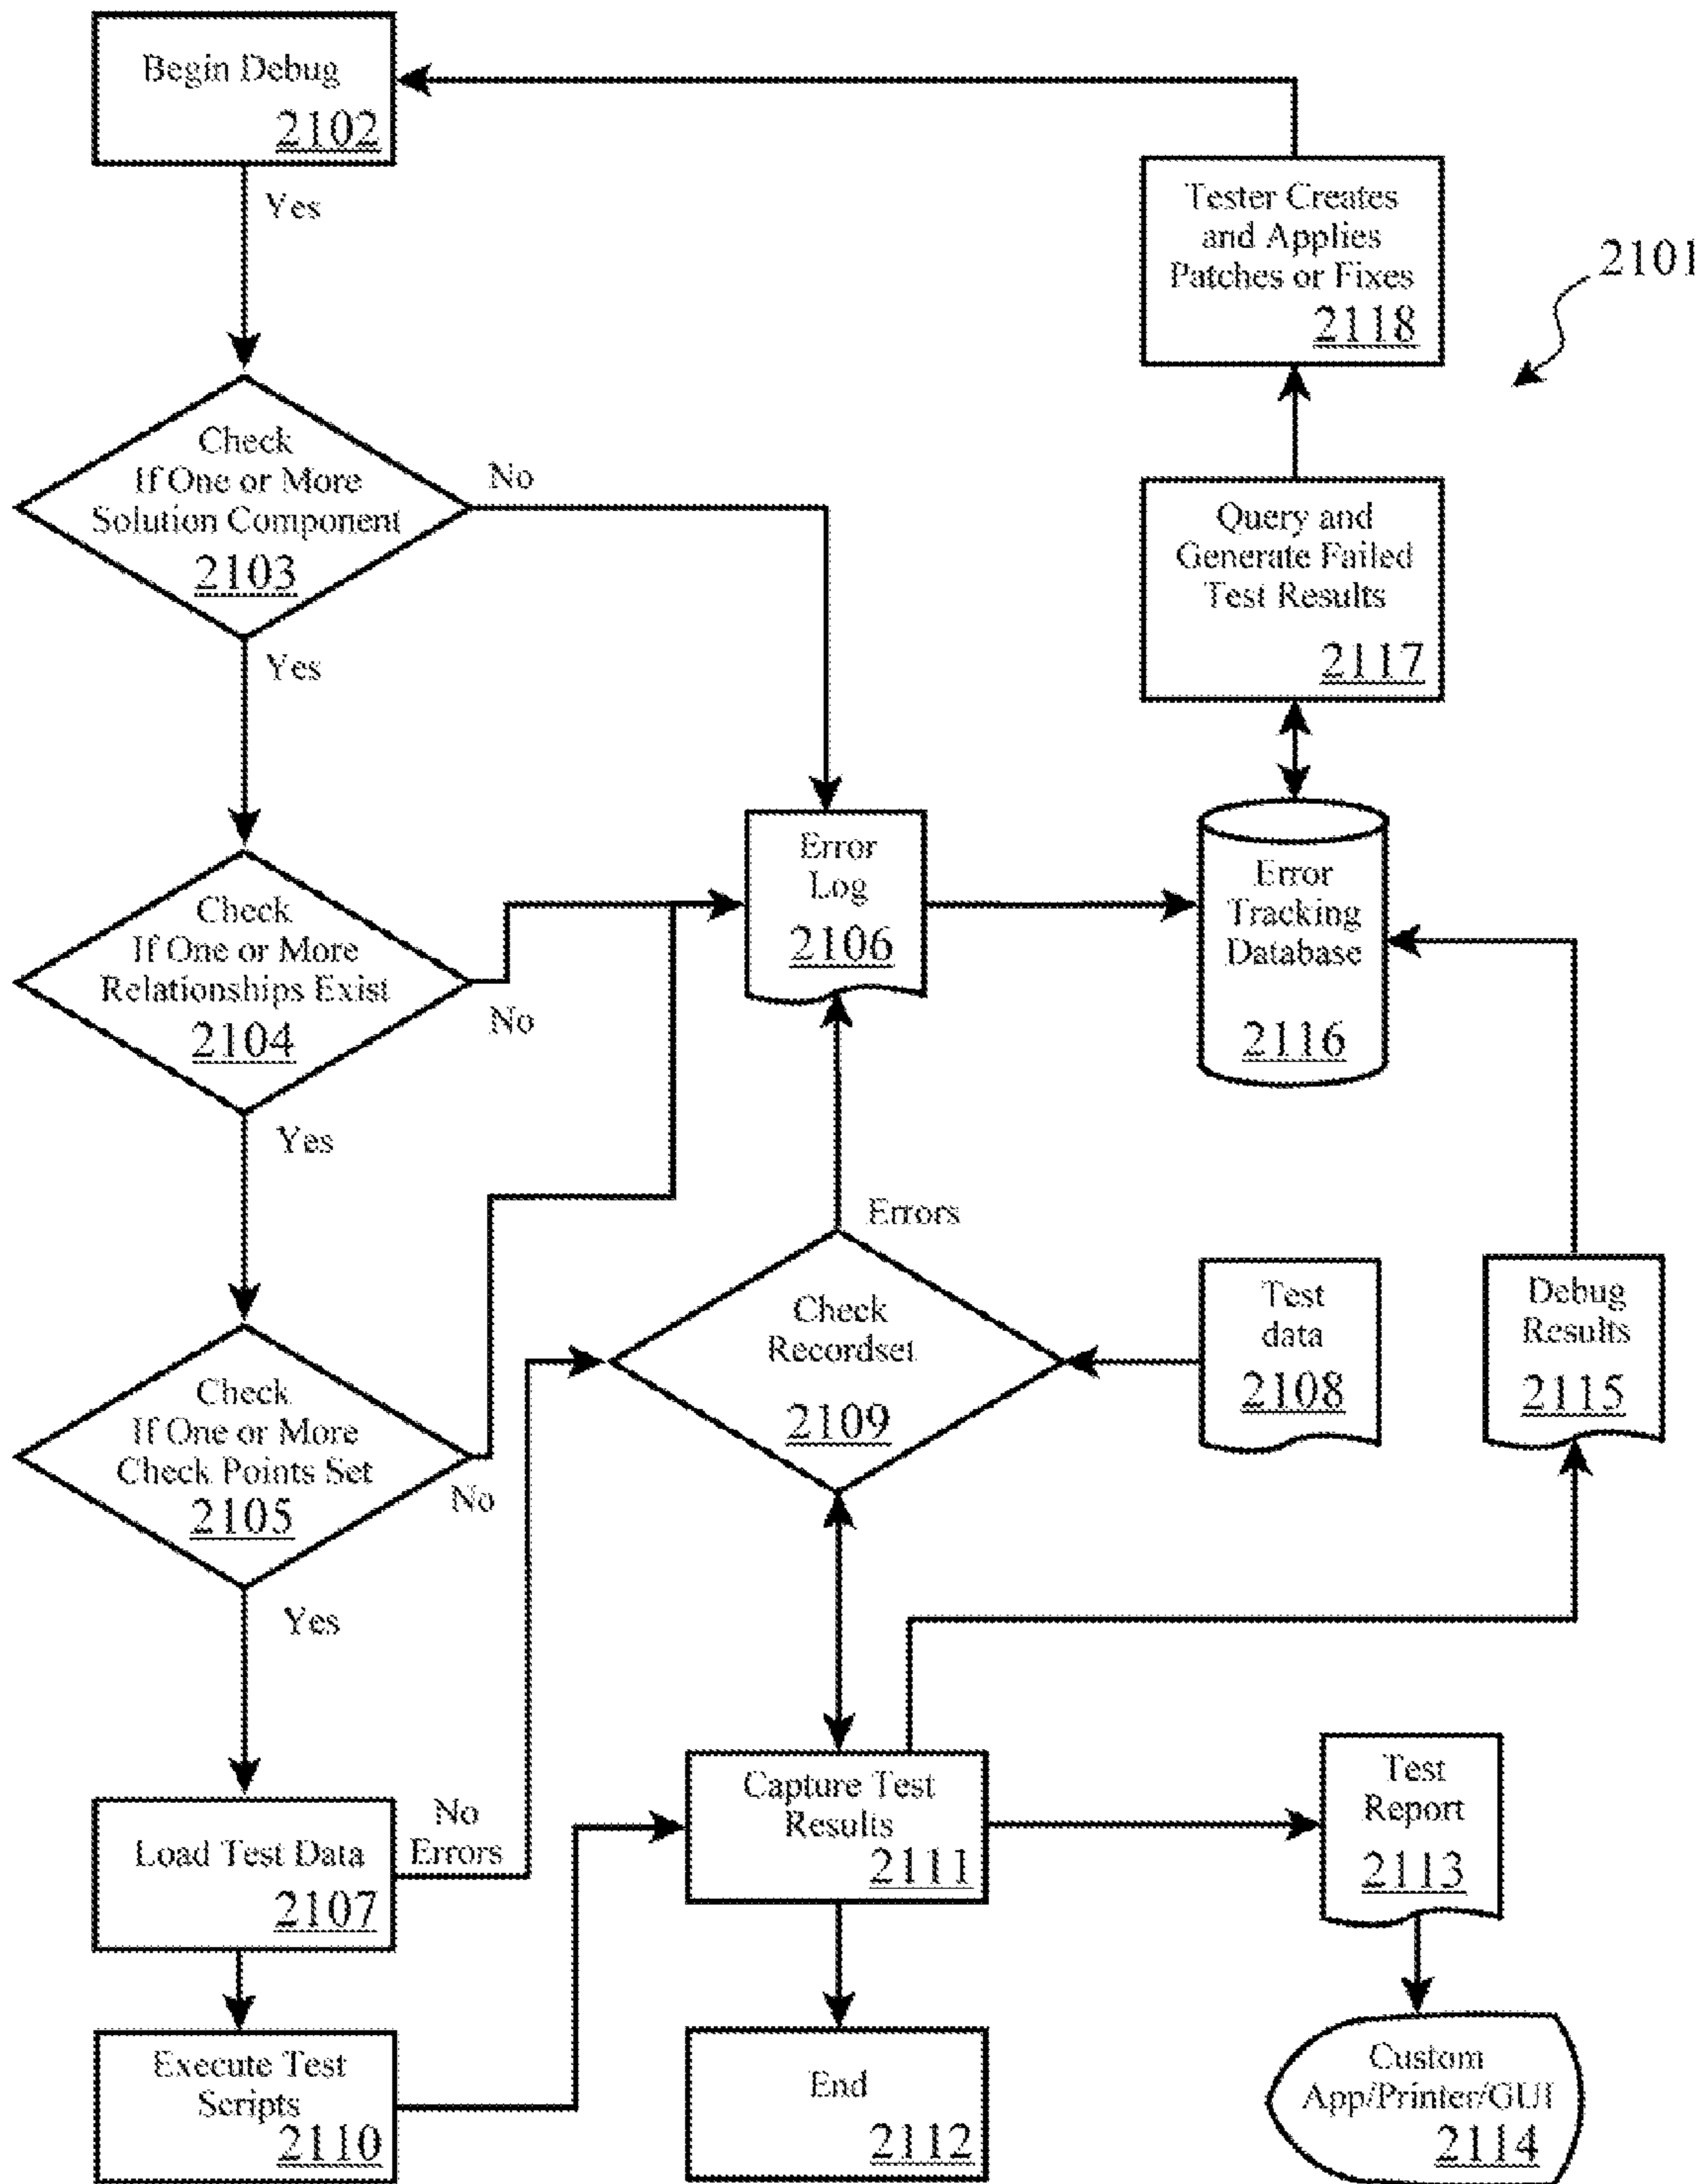 Begin Debug
2102
Yes
Tester Creates
and Applies
Patches or Fixes
2118
2101
Check
If One or More
Solution Component
2103
No
Yes
Query and
Generate Failed
Test Results
2117
Check
If One or More
Relationships Exist
2104
No
Yes
Error
Log
2106
Error
Tracking
Database
2116
Errors
Check
Recordset
2109
Test
data
2108
Debug
Results
2115
Check
If One or More
Check Points Set
2105
No
Yes
Load Test Data
2107
No
Errors
Capture Test
Results
2111
Test
Report
2113
Execute Test
Scripts
2110
End
2112
Custom
App/Printer/GUI
2114